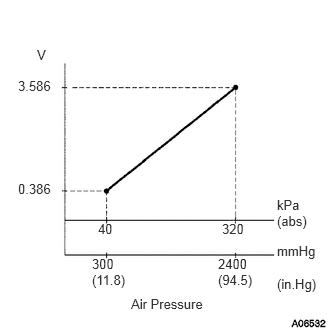 V
3.586
0.386
kPa
(abs)
40 320
mmHg
300 2400
(11.8) (94.5) (in.Hg)
Air Pressure
A06532